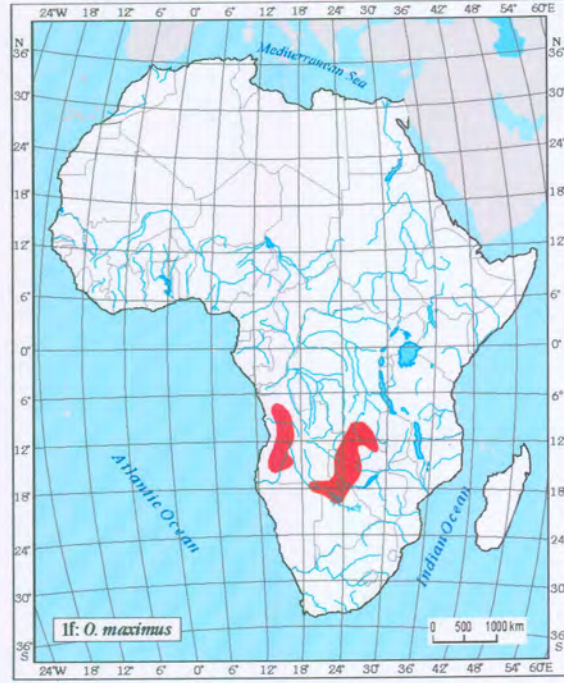 24°W 18° 12° 6° 0° 6° 12° 18° 24° 30° 36° 42° 48° 54° 60°E
N N
Mediterranean Sea
36° 36°
30° 30°
24° 24°
18° 18°
12° 12°
6° 6°
0° 0°
6° 6°
12° 12°
18° 18°
Atlantic Ocean
Indian Ocean
24° 24°
30° 30°
1f: O. maximus
0 500 1000 km
36° 36°
S S
24°W 18° 12° 6° 0° 6° 12° 18° 24° 30° 36° 42° 48° 54° 60°E